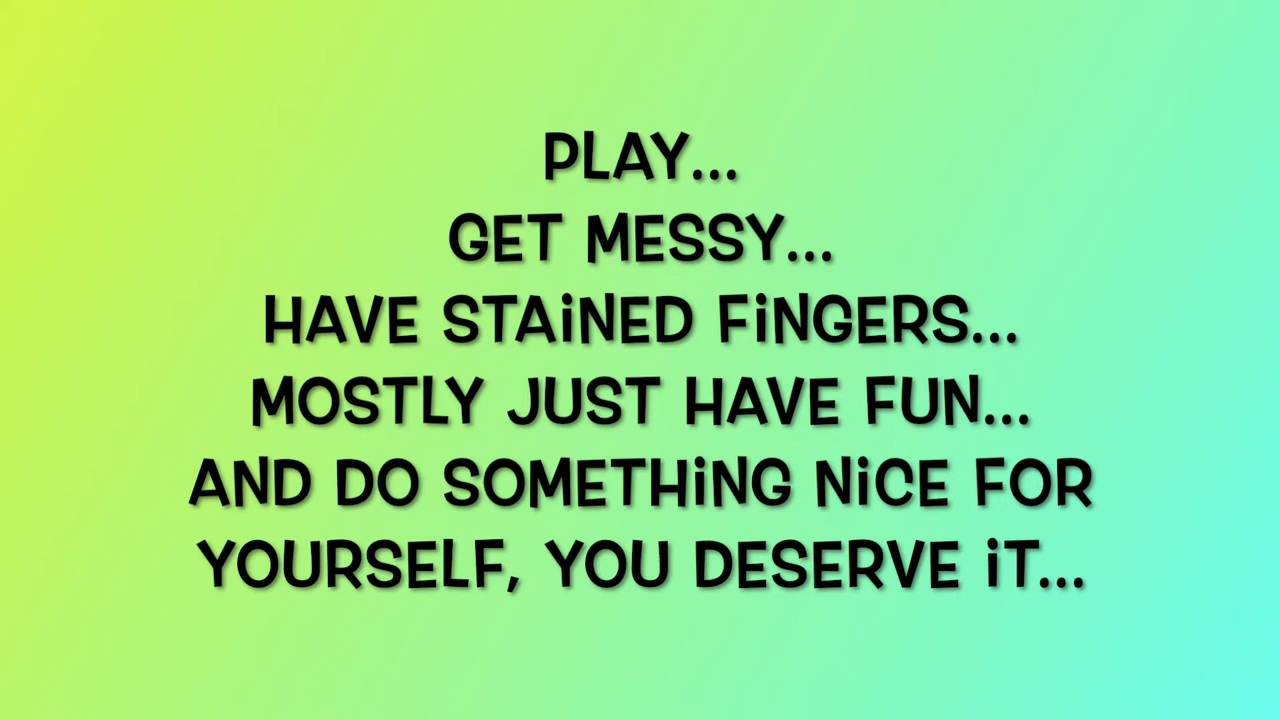 PLAY...
GET MESSY...
HAVE STAiNED FiNGERS...
MOSTLY JUST HAVE FUN...
AND DO SOMETHiNG NiCE FOR
YOURSELF, YOU DESERVE iT...